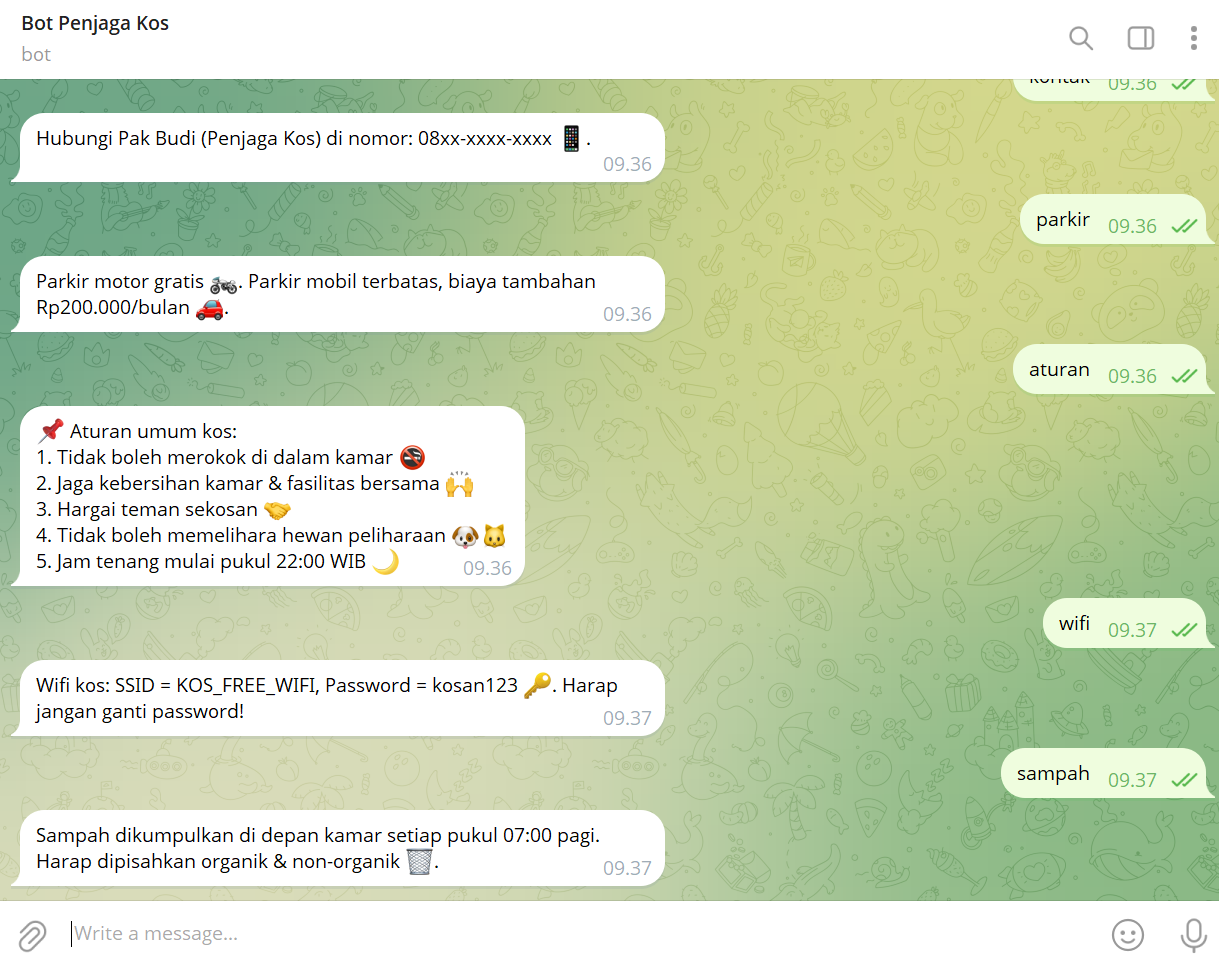 Bot Penjaga Kos
bot
kontak 09.36
Hubungi Pak Budi (Penjaga Kos) di nomor: 08xx-xxxx-xxxx 📱.
09.36
parkir 09.36
Parkir motor gratis 🏍️. Parkir mobil terbatas, biaya tambahan
Rp200.000/bulan 🚗.
09.36
aturan 09.36
📌 Aturan umum kos:
1. Tidak boleh merokok di dalam kamar 🚭
2. Jaga kebersihan kamar & fasilitas bersama 🙌
3. Hargai teman sekosan 🤝
4. Tidak boleh memelihara hewan peliharaan 🐶🐱
5. Jam tenang mulai pukul 22:00 WIB 🌙
09.36
wifi 09.37
Wifi kos: SSID = KOS_FREE_WIFI, Password = kosan123 🔑. Harap
jangan ganti password!
09.37
sampah 09.37
Sampah dikumpulkan di depan kamar setiap pukul 07:00 pagi.
Harap dipisahkan organik & non-organik 🗑️.
09.37
Write a message...